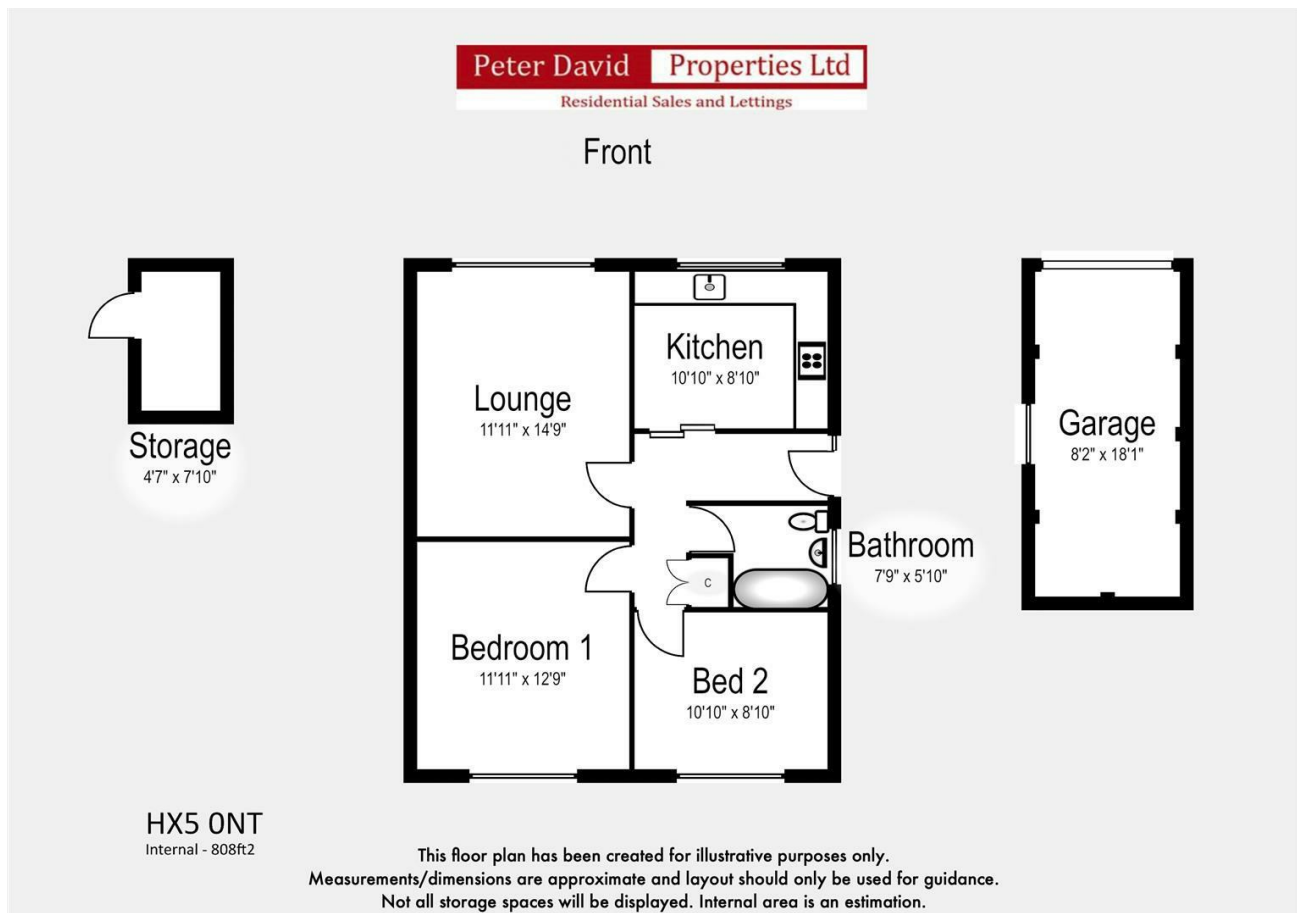 Peter David Properties Ltd
Residential Sales and Lettings
Front
Kitchen
10'10" x 8'10"
Lounge
11'11" x 14'9"
Storage
4'7" x 7'10"
Garage
8'2" x 18'1"
Bathroom
7'9" x 5'10"
C
Bedroom 1
11'11" x 12'9"
Bed 2
10'10" x 8'10"
HX5 0NT
Internal - 808ft2
This floor plan has been created for illustrative purposes only.
Measurements/dimensions are approximate and layout should only be used for guidance.
Not all storage spaces will be displayed. Internal area is an estimation.